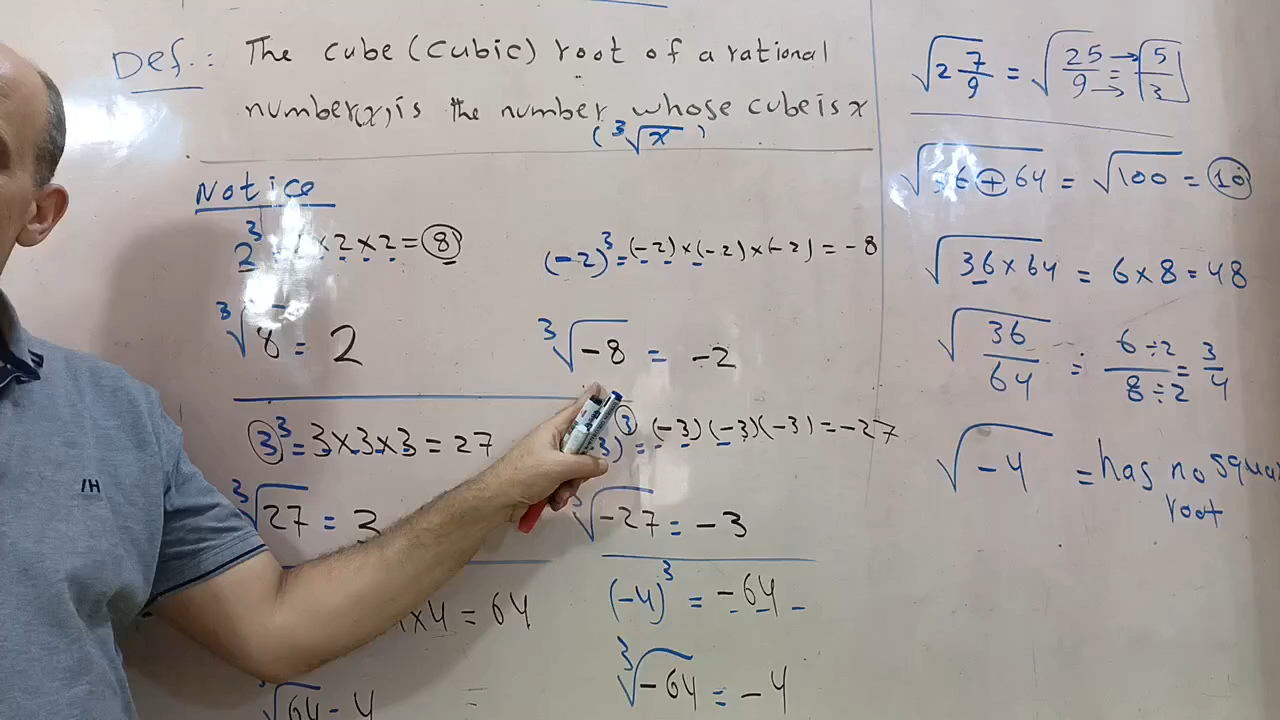 Def.: The cube (cubic) root of a rational
number(x), is the number whose cube is x
(∛x)
Notice
2³ × 2 × 2 = 8
∛8 = 2
3³ = 3×3×3 = 27
∛27 = 3
×4 = 64
∛64 - 4 =
(-2)³ = (-2) × (-2) × (-2) = -8
∛-8 = -2
3)³ = (-3)(-3)(-3) = -27
∛-27 = -3
(-4)³ = -64
∛-64 = -4
√2 7/9 = √25/9 = 5/3
√36+64 = √100 = 10
√36×64 = 6×8 = 48
√36/64 = 6÷2/8÷2 = 3/4
√-4 = has no squa
root
IH